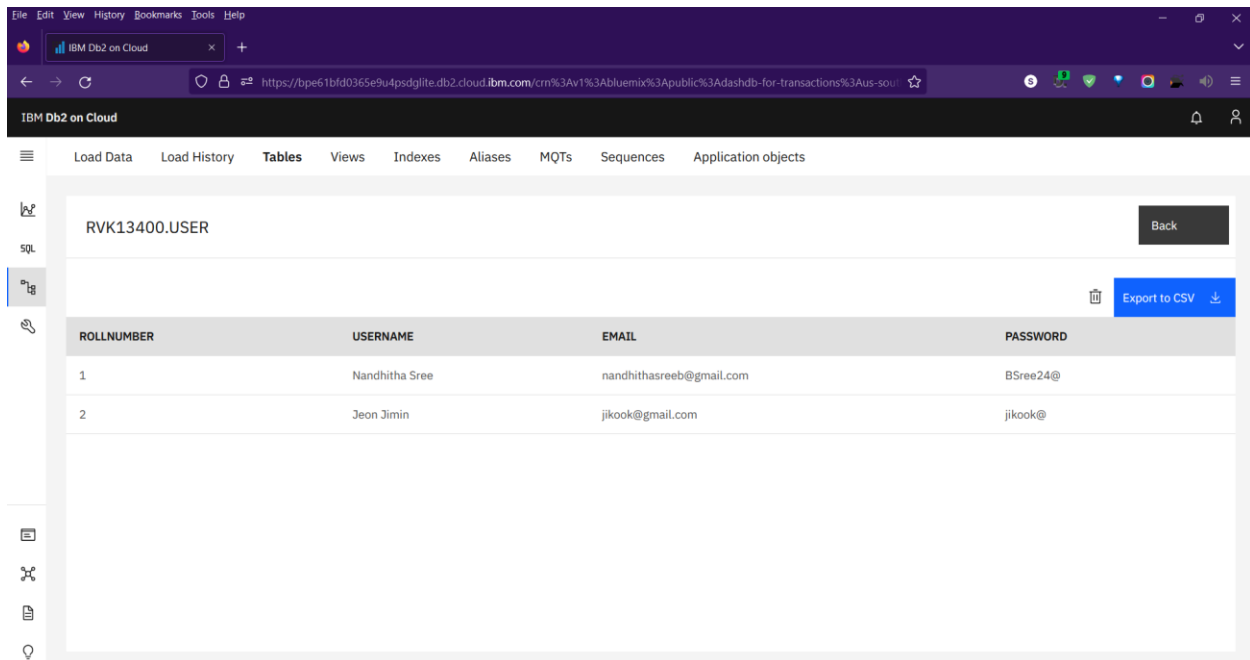 File Edit View History Bookmarks Tools Help
IBM Db2 on Cloud
https://bpe61bfd0365e9u4psdglite.db2.cloud.ibm.com/crn%3Av1%3Abluemix%3Apublic%3Adashdb-for-transactions%3Aus-sout
IBM Db2 on Cloud
Load Data Load History Tables Views Indexes Aliases MQTs Sequences Application objects
RVK13400.USER
Back
SQL
Export to CSV
ROLLNUMBER USERNAME EMAIL PASSWORD
1 Nandhitha Sree nandhithasreeb@gmail.com BSree24@
2 Jeon Jimin jikook@gmail.com jikook@